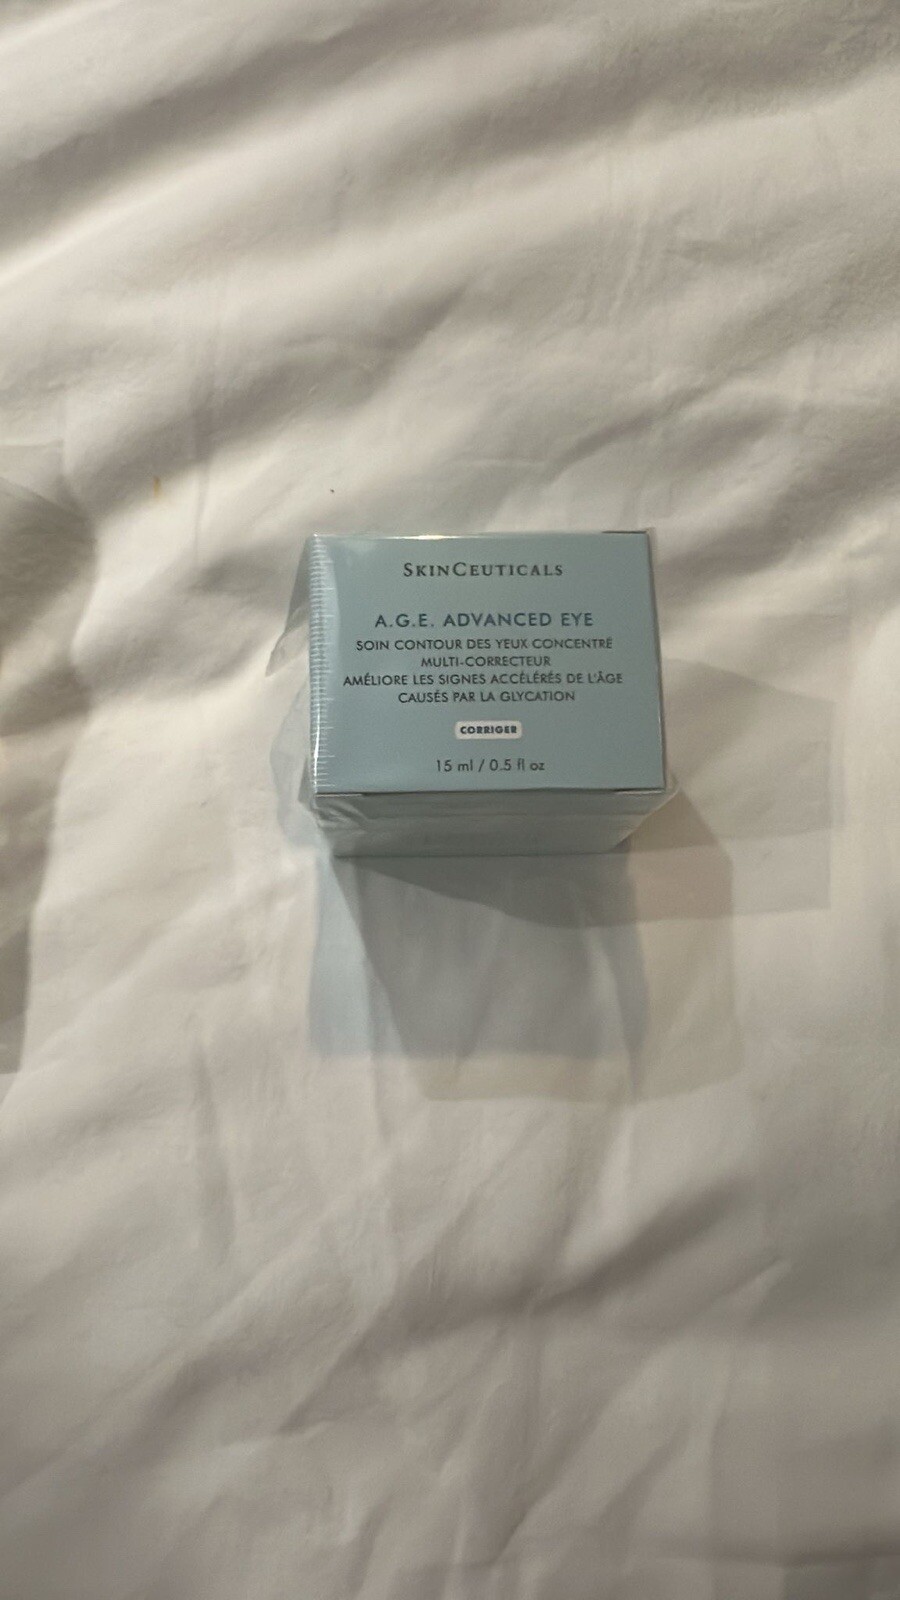 SKINCEUTICALS
A.G.E. ADVANCED EYE
SOIN CONTOUR DES YEUX CONCENTRÉ
MULTI-CORRECTEUR
AMÉLIORE LES SIGNES ACCÉLÉRÉS DE L'ÂGE
CAUSÉS PAR LA GLYCATION
CORRIGER
15 ml / 0.5 fl oz